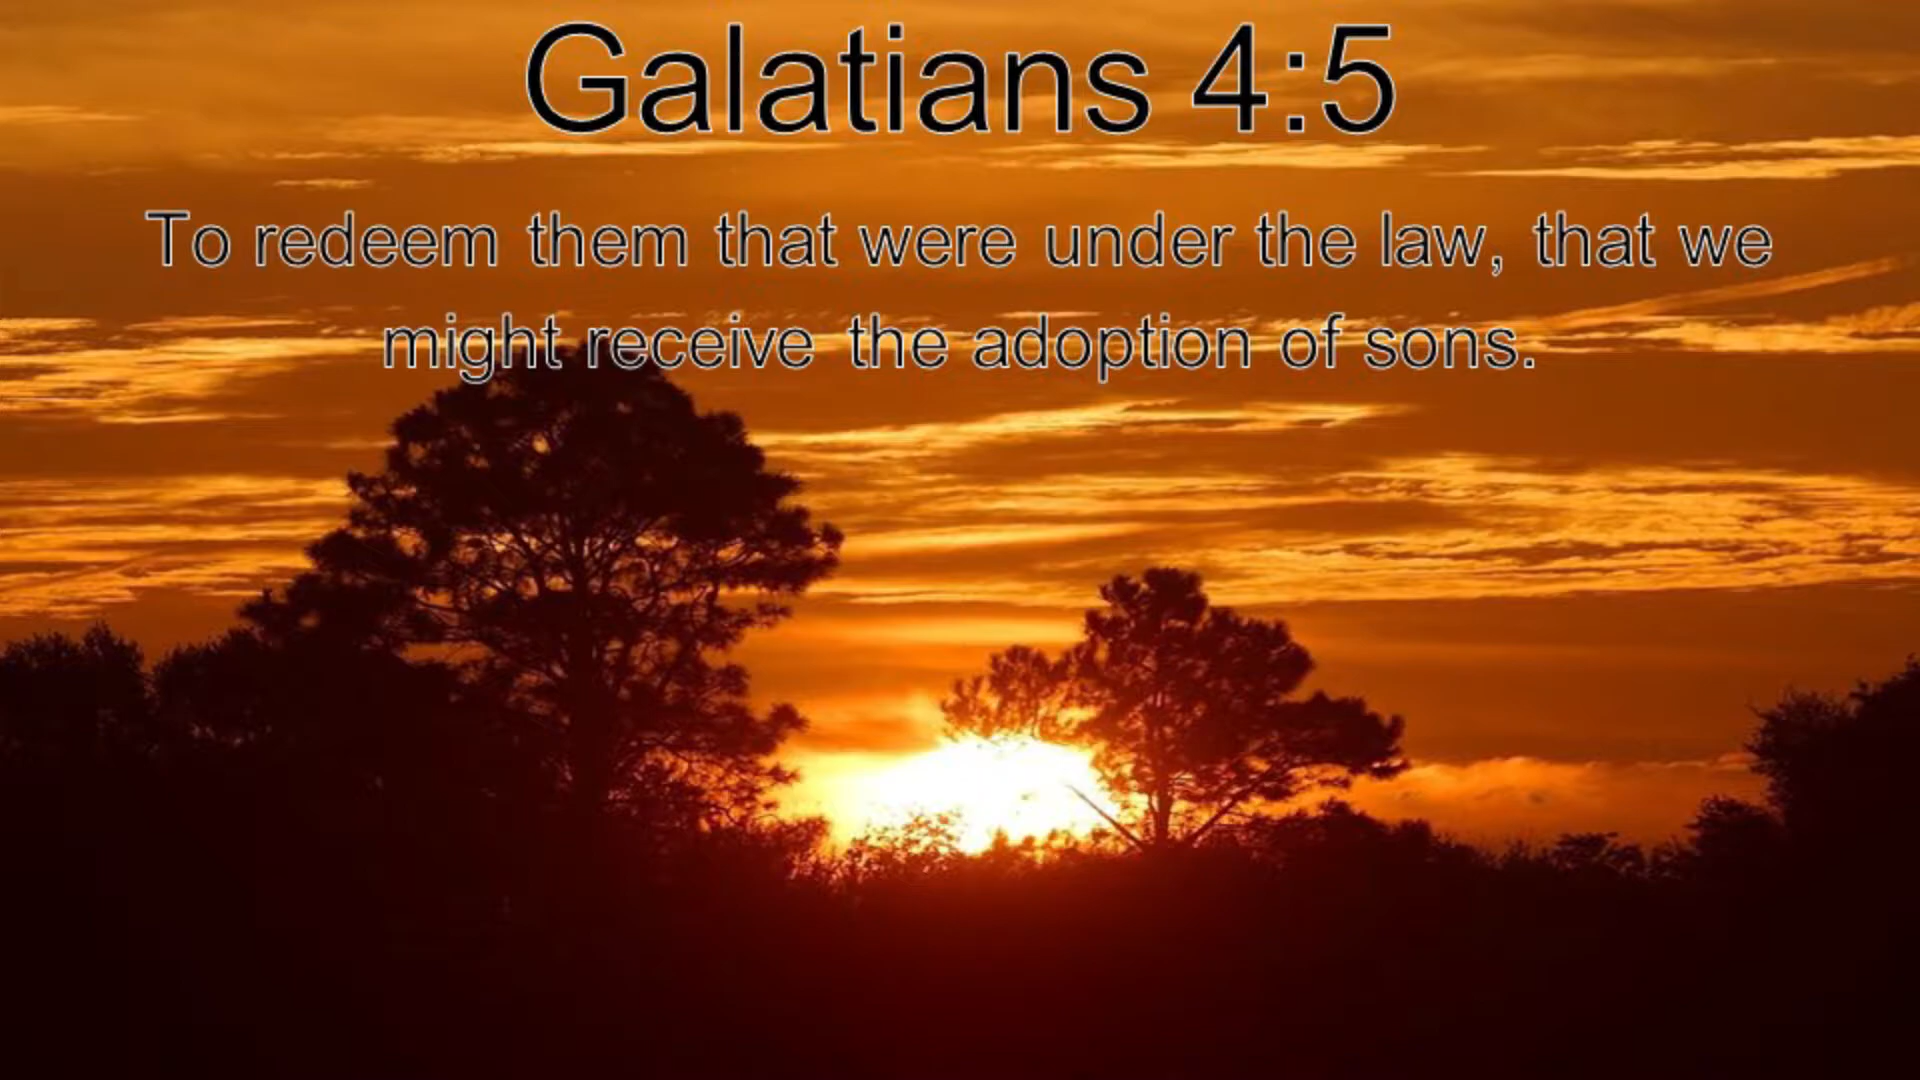 Galatians 4:5
To redeem them that were under the law, that we
might receive the adoption of sons.